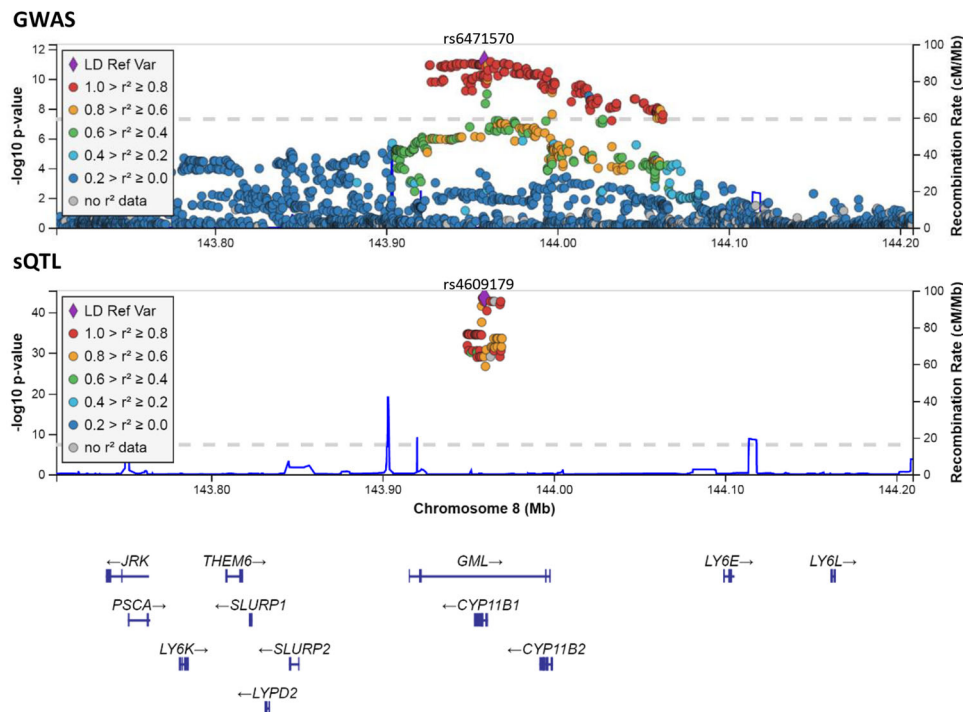 GWAS
rs6471570
12
10
8
6
4
2
0
-log10 p-value
LD Ref Var
1.0 > r² ≥ 0.8
0.8 > r² ≥ 0.6
0.6 > r² ≥ 0.4
0.4 > r² ≥ 0.2
0.2 > r² ≥ 0.0
no r² data
100
80
60
40
20
0
Recombination Rate (cM/Mb)
143.80 143.90 144.00 144.10 144.20
sQTL
rs4609179
40
30
20
10
0
-log10 p-value
LD Ref Var
1.0 > r² ≥ 0.8
0.8 > r² ≥ 0.6
0.6 > r² ≥ 0.4
0.4 > r² ≥ 0.2
0.2 > r² ≥ 0.0
no r² data
100
80
60
40
20
0
Recombination Rate (cM/Mb)
143.80 143.90 144.00 144.10 144.20
Chromosome 8 (Mb)
←JRK THEM6→ GML→ LY6E→ LY6L→
PSCA→ ←SLURP1 ←CYP11B1
LY6K→ ←SLURP2 ←CYP11B2
←LYPD2